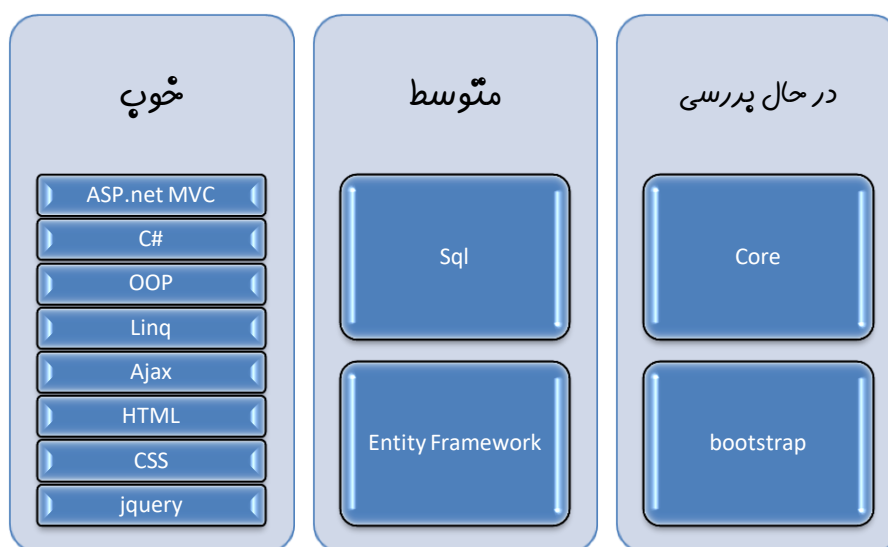 در حال بررسی
Core
bootstrap
متوسط
Sql
Entity Framework
خوب
ASP.net MVC
C#
OOP
Linq
Ajax
HTML
CSS
jquery